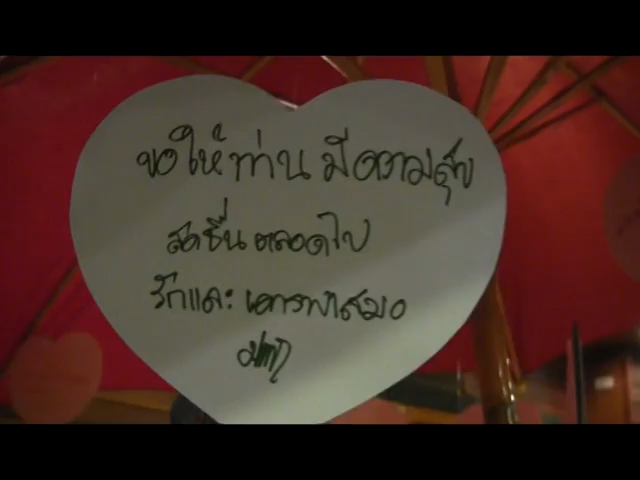 ขอให้ท่านมีความสุข
สดชื่นตลอดไป
รักและเคารพเสมอ